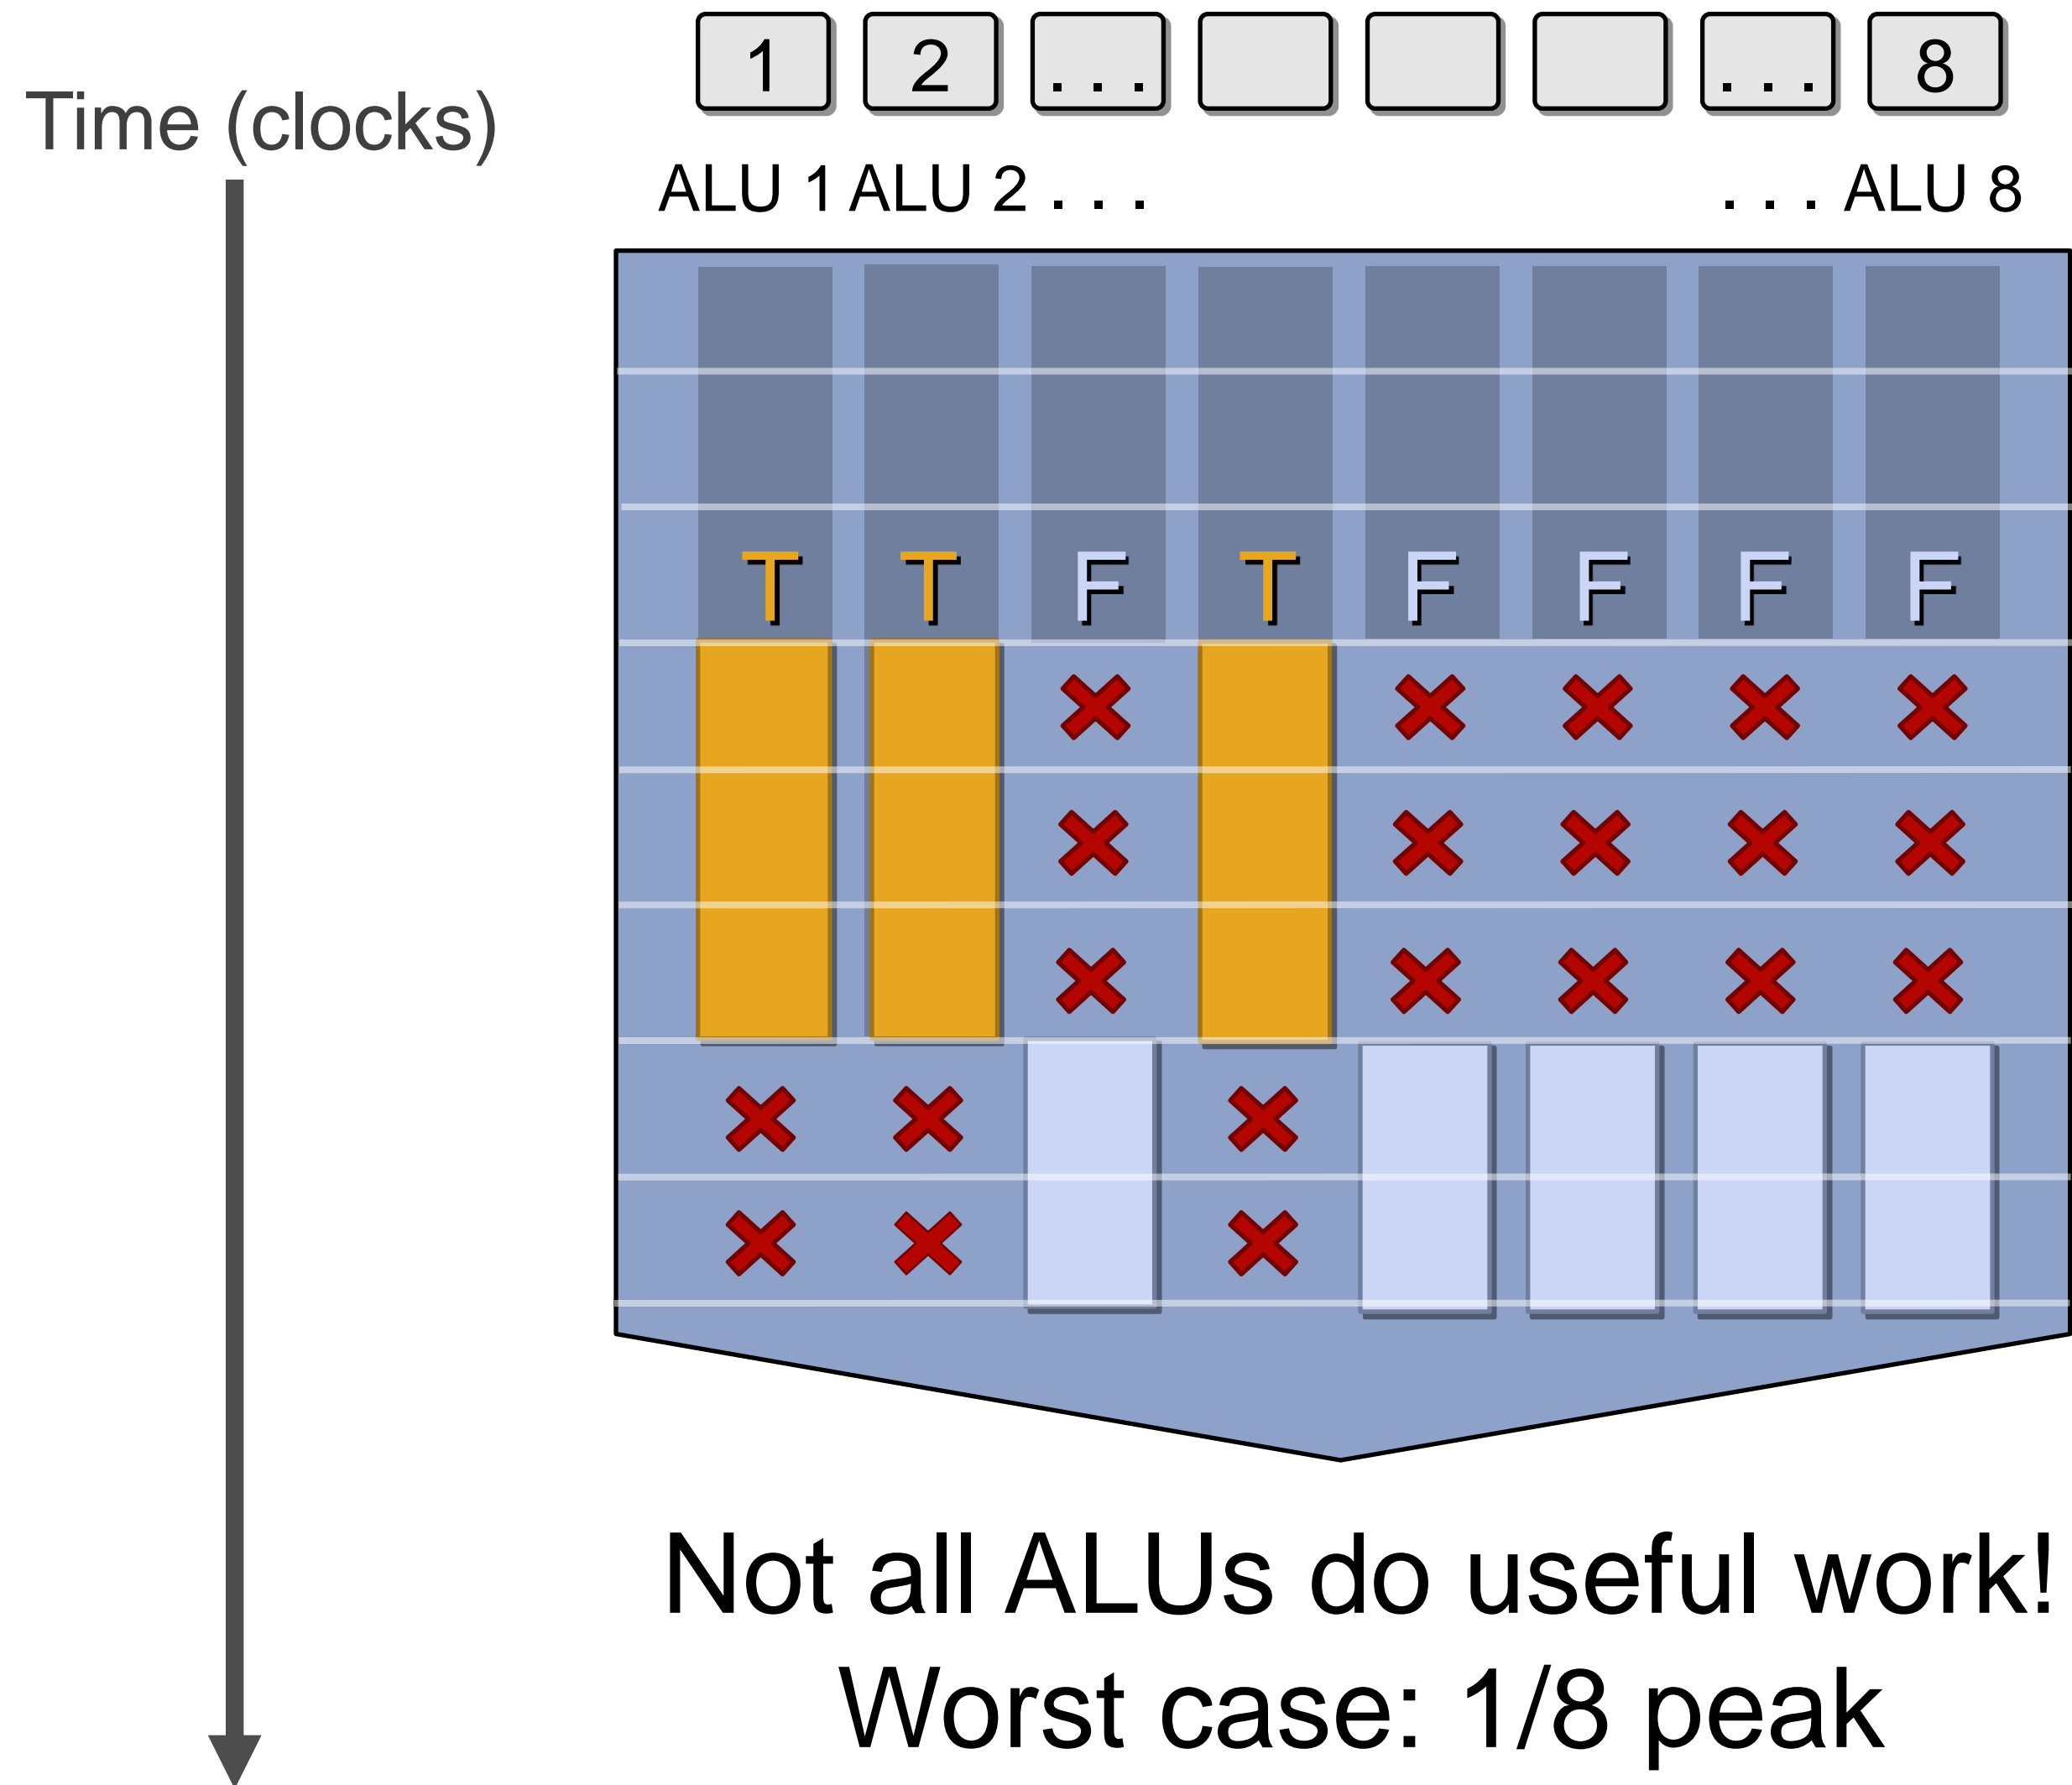 1 2 . . . . . . 8
Time (clocks)
ALU 1 ALU 2 . . . . . . ALU 8
T T F T F F F F
Not all ALUs do useful work!
Worst case: 1/8 peak